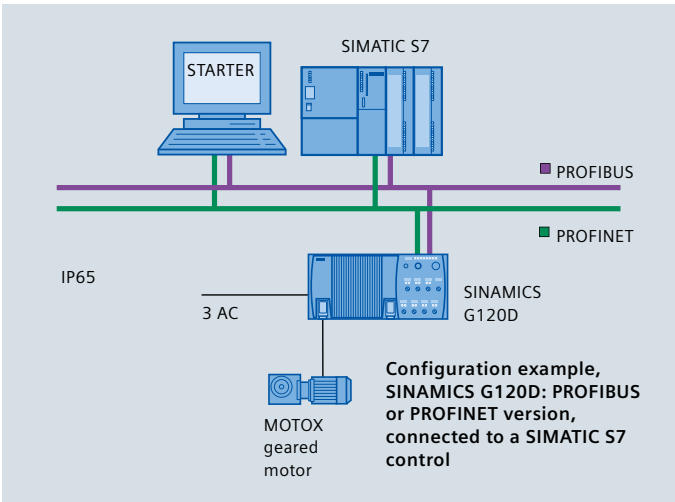 SIMATIC S7
STARTER
PROFIBUS
PROFINET
IP65
3 AC
SINAMICS
G120D
MOTOX
geared
motor
Configuration example,
SINAMICS G120D: PROFIBUS
or PROFINET version,
connected to a SIMATIC S7
control